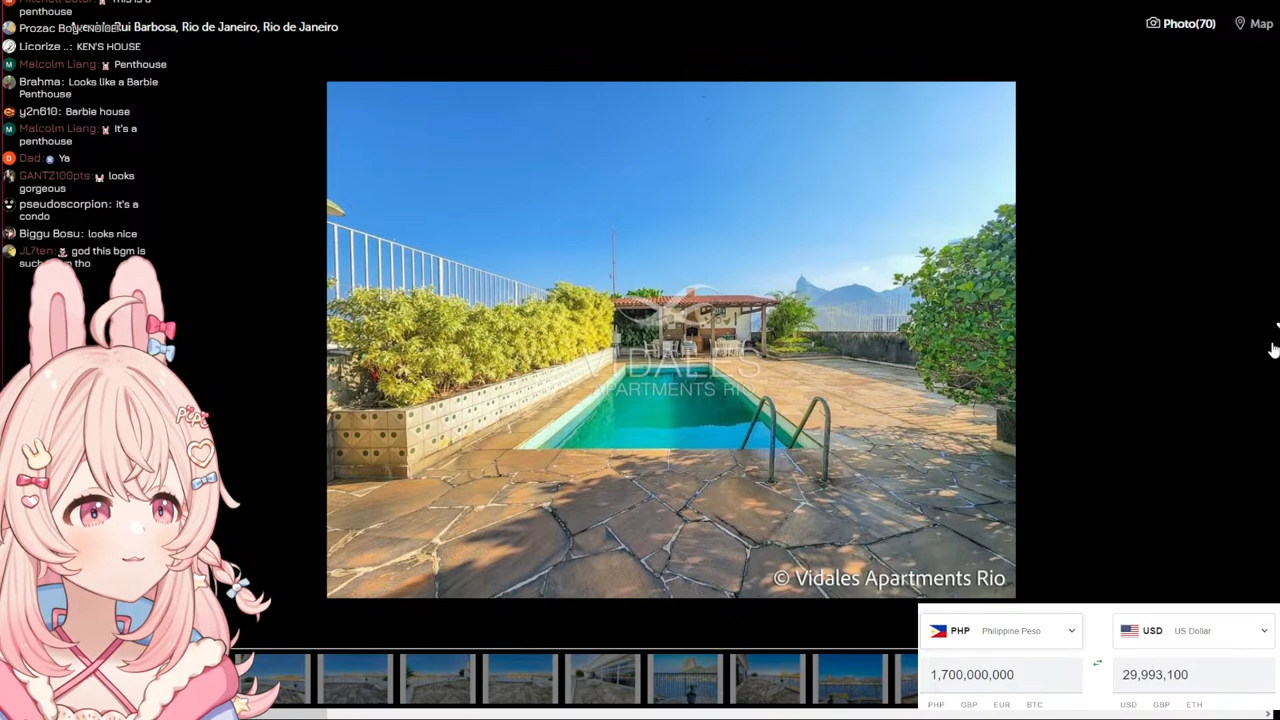 penthouse
Avenida Rui Barbosa, Rio de Janeiro, Rio de Janeiro
Photo(70)
Map
Licorize ..: KEN'S HOUSE
Malcolm Liang: Penthouse
Brahma: Looks like a Barbie
Penthouse
y2n610: Barbie house
Malcolm Liang: It's a
penthouse
Dad: Ya
GANTZ100pts: looks
gorgeous
pseudoscorpion: it's a
condo
Biggu Bosu: looks nice
JL7ten: god this bgm is
tho
VIDALES
APARTMENTS RIO
© Vidales Apartments Rio
Pipi
PHP Philippine Peso
USD US Dollar
1,700,000,000
29,993,100
PHP GBP EUR BTC
USD GBP ETH